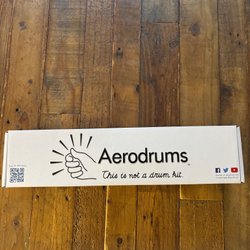 Aerodrums
This is not a drum kit.